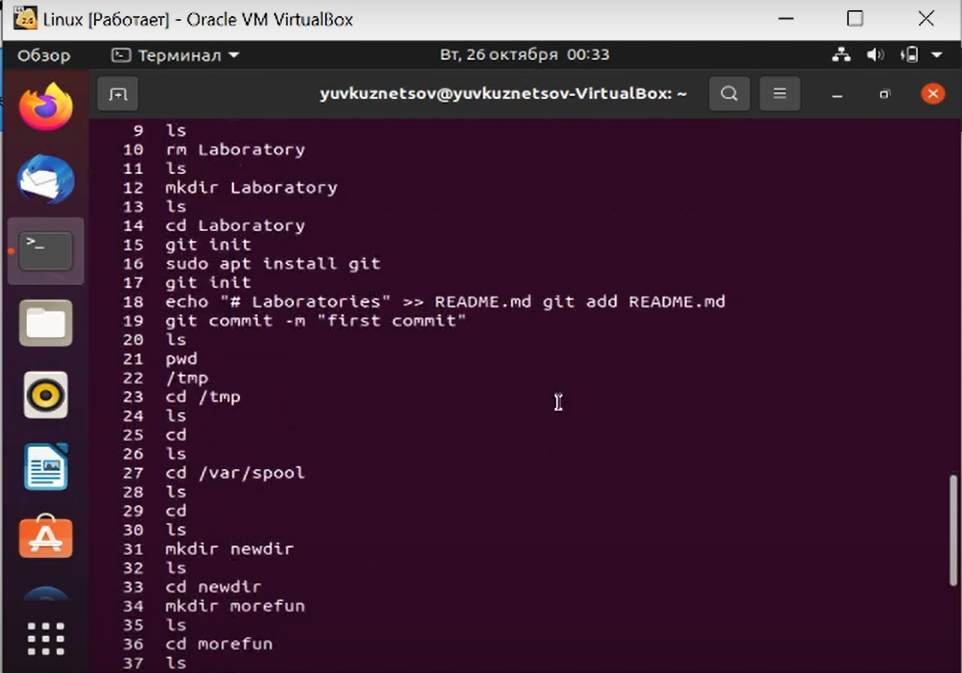 Linux [Работает] - Oracle VM VirtualBox
Обзор Терминал Вт, 26 октября 00:33
yuvkuznetsov@yuvkuznetsov-VirtualBox: ~
9 ls
10 rm Laboratory
11 ls
12 mkdir Laboratory
13 ls
14 cd Laboratory
15 git init
16 sudo apt install git
17 git init
18 echo "# Laboratories" >> README.md git add README.md
19 git commit -m "first commit"
20 ls
21 pwd
22 /tmp
23 cd /tmp
24 ls
25 cd
26 ls
27 cd /var/spool
28 ls
29 cd
30 ls
31 mkdir newdir
32 ls
33 cd newdir
34 mkdir morefun
35 ls
36 cd morefun
37 ls